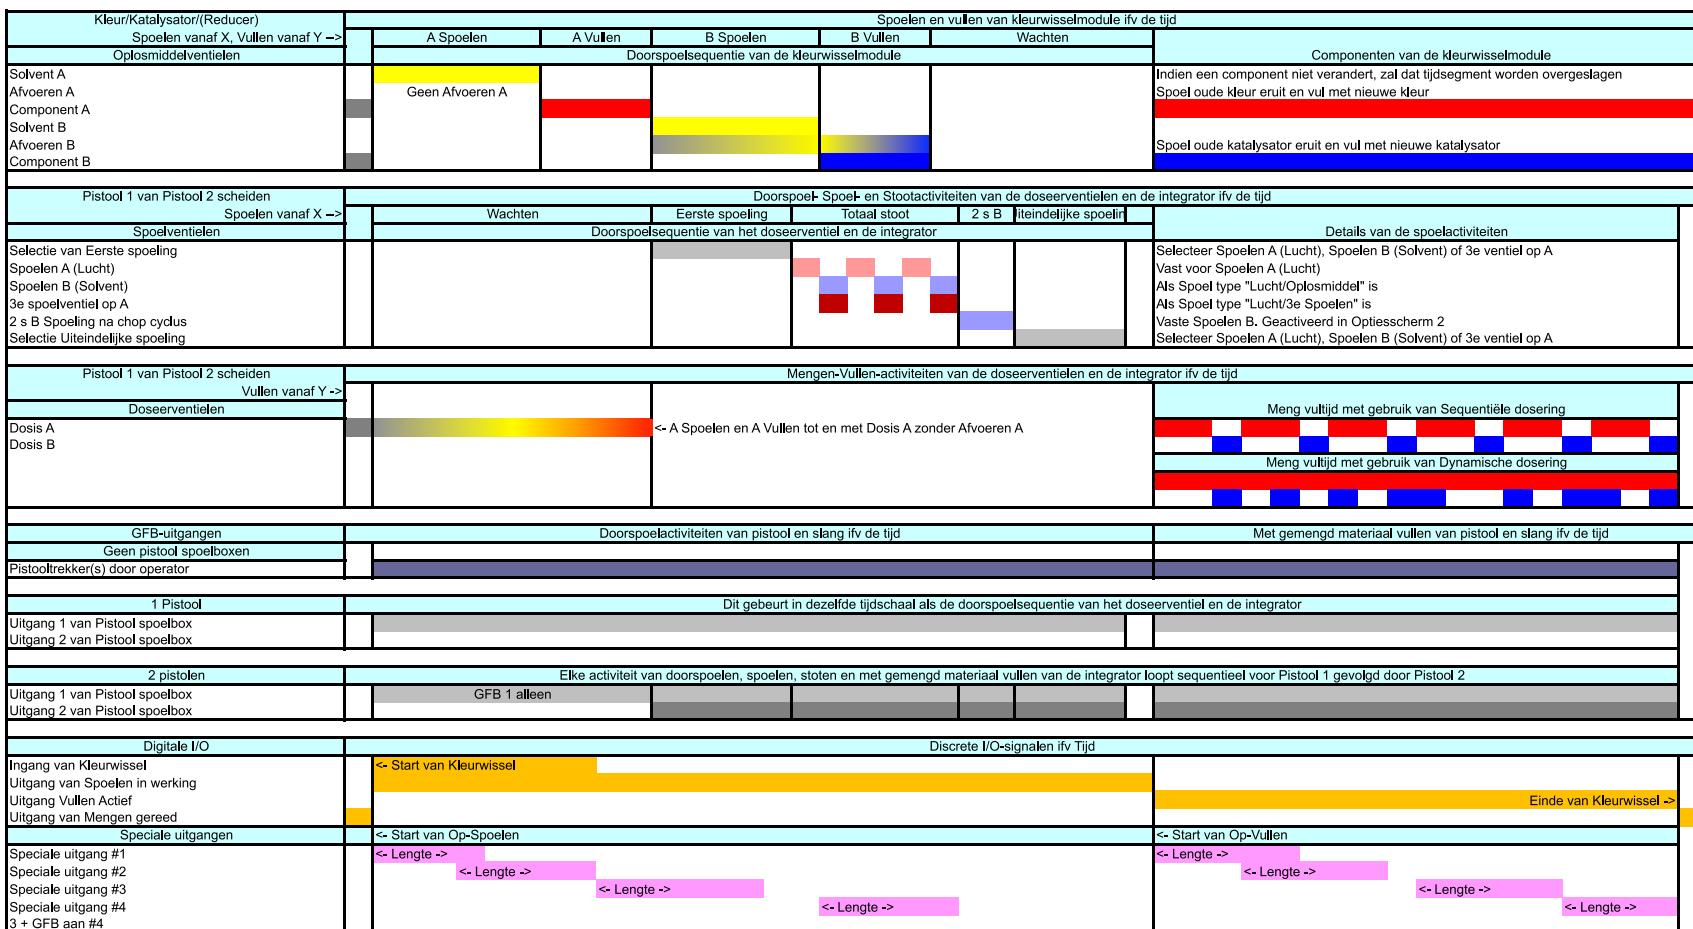 Kleur/Katalysator/(Reducer)
Spoelen en vullen van kleurwisselmodule ifv de tijd
Spoelen vanaf X, Vullen vanaf Y –>
A Spoelen
A Vullen
B Spoelen
B Vullen
Wachten
Oplosmiddelventielen
Doorspoelsequentie van de kleurwisselmodule
Componenten van de kleurwisselmodule
Solvent A
Indien een component niet verandert, zal dat tijdsegment worden overgeslagen
Afvoeren A
Geen Afvoeren A
Spoel oude kleur eruit en vul met nieuwe kleur
Component A
Solvent B
Afvoeren B
Spoel oude katalysator eruit en vul met nieuwe katalysator
Component B
Pistool 1 van Pistool 2 scheiden
Doorspoel- Spoel- en Stootactiviteiten van de doseerventielen en de integrator ifv de tijd
Spoelen vanaf X –>
Wachten
Eerste spoeling
Totaal stoot
2 s B
Uiteindelijke spoelin
Spoelventielen
Doorspoelsequentie van het doseerventiel en de integrator
Details van de spoelactiviteiten
Selectie van Eerste spoeling
Selecteer Spoelen A (Lucht), Spoelen B (Solvent) of 3e ventiel op A
Spoelen A (Lucht)
Vast voor Spoelen A (Lucht)
Spoelen B (Solvent)
Als Spoel type "Lucht/Oplosmiddel" is
3e spoelventiel op A
Als Spoel type "Lucht/3e Spoelen" is
2 s B Spoeling na chop cyclus
Vaste Spoelen B. Geactiveerd in Optiesscherm 2
Selectie Uiteindelijke spoeling
Selecteer Spoelen A (Lucht), Spoelen B (Solvent) of 3e ventiel op A
Pistool 1 van Pistool 2 scheiden
Mengen-Vullen-activiteiten van de doseerventielen en de integrator ifv de tijd
Vullen vanaf Y ->
Doseerventielen
Meng vultijd met gebruik van Sequentiële dosering
Dosis A
<- A Spoelen en A Vullen tot en met Dosis A zonder Afvoeren A
Dosis B
Meng vultijd met gebruik van Dynamische dosering
GFB-uitgangen
Doorspoelactiviteiten van pistool en slang ifv de tijd
Met gemengd materiaal vullen van pistool en slang ifv de tijd
Geen pistool spoelboxen
Pistooltrekker(s) door operator
1 Pistool
Dit gebeurt in dezelfde tijdschaal als de doorspoelsequentie van het doseerventiel en de integrator
Uitgang 1 van Pistool spoelbox
Uitgang 2 van Pistool spoelbox
2 pistolen
Elke activiteit van doorspoelen, spoelen, stoten en met gemengd materiaal vullen van de integrator loopt sequentieel voor Pistool 1 gevolgd door Pistool 2
Uitgang 1 van Pistool spoelbox
GFB 1 alleen
Uitgang 2 van Pistool spoelbox
Digitale I/O
Discrete I/O-signalen ifv Tijd
Ingang van Kleurwissel
<- Start van Kleurwissel
Uitgang van Spoelen in werking
Uitgang Vullen Actief
Einde van Kleurwissel ->
Uitgang van Mengen gereed
Speciale uitgangen
<- Start van Op-Spoelen
<- Start van Op-Vullen
Speciale uitgang #1
<- Lengte ->
<- Lengte ->
Speciale uitgang #2
<- Lengte ->
<- Lengte ->
Speciale uitgang #3
<- Lengte ->
<- Lengte ->
Speciale uitgang #4
<- Lengte ->
<- Lengte ->
3 + GFB aan #4